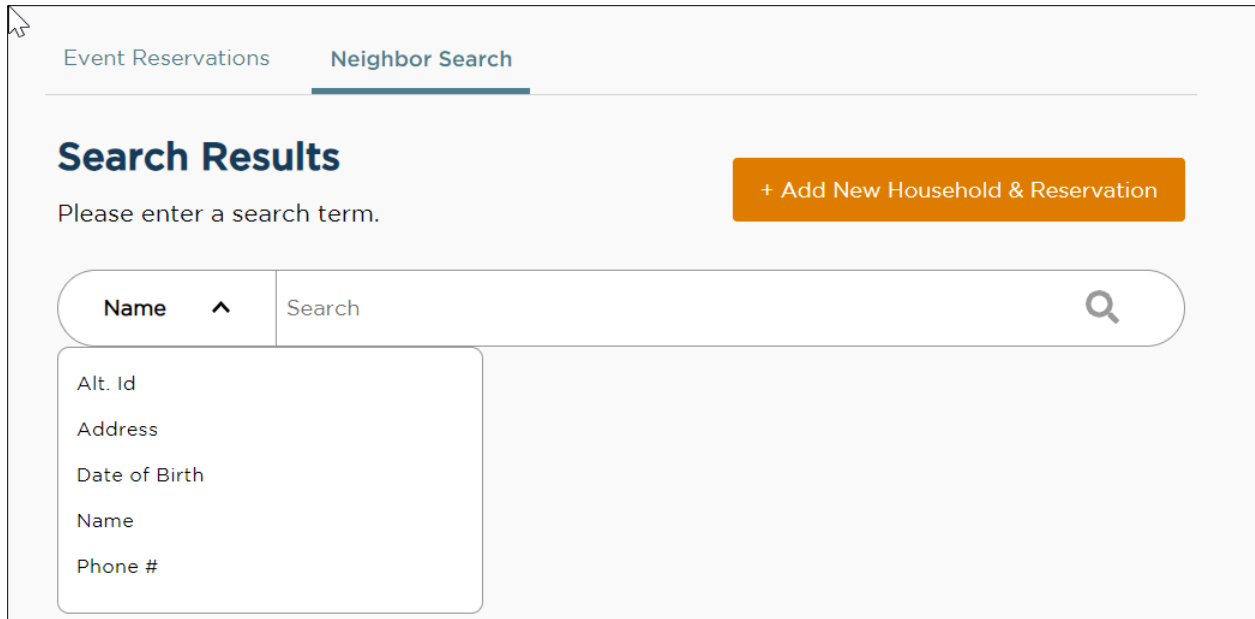 Event Reservations Neighbor Search
Search Results
+ Add New Household & Reservation
Please enter a search term.
Name Search
Alt. Id
Address
Date of Birth
Name
Phone #